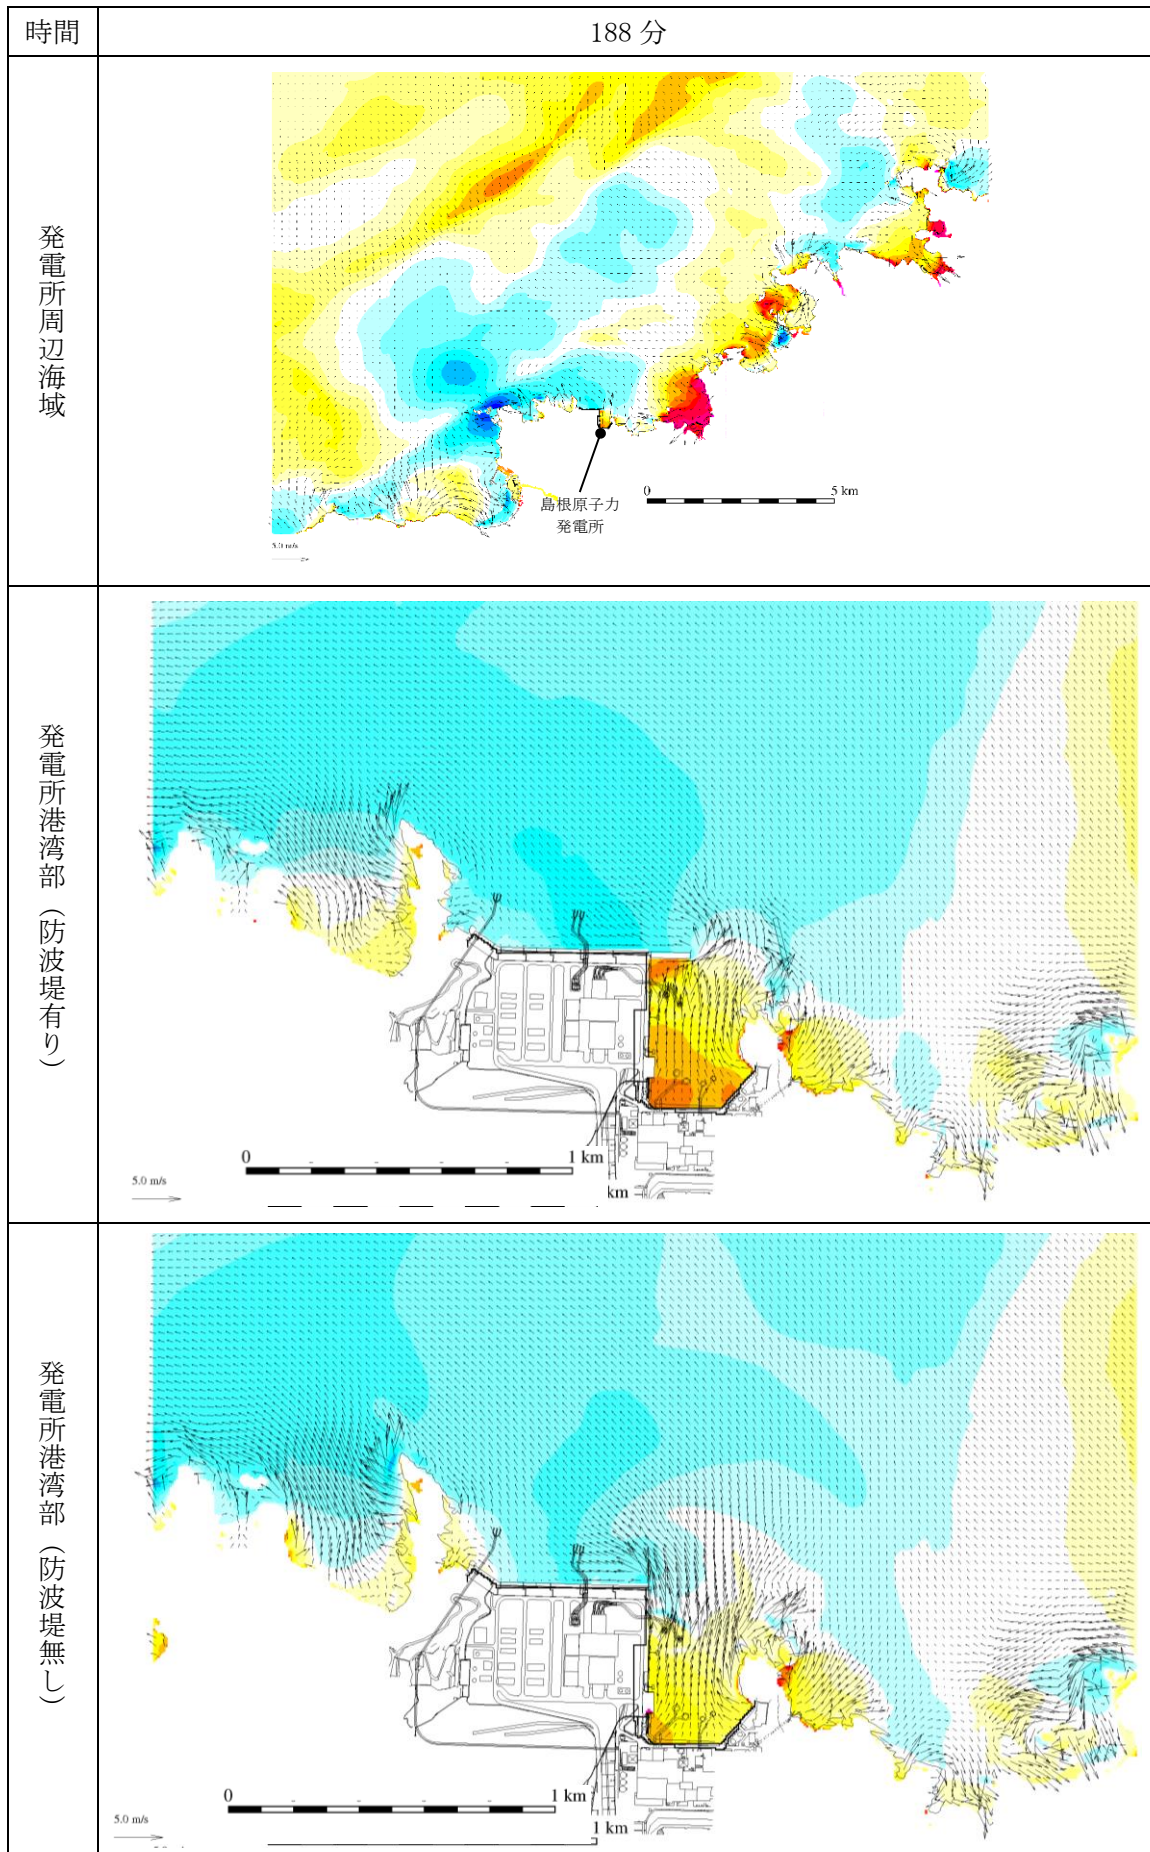 時間
188 分
発電所周辺海域
島根原子力
発電所
0
5 km
5.0 m/s
発電所港湾部（防波堤有り）
0
1 km
km
5.0 m/s
発電所港湾部（防波堤無し）
0
1 km
1 km
5.0 m/s